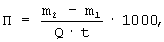 П = (m₂ − m₁) / (Q · t) · 1000,